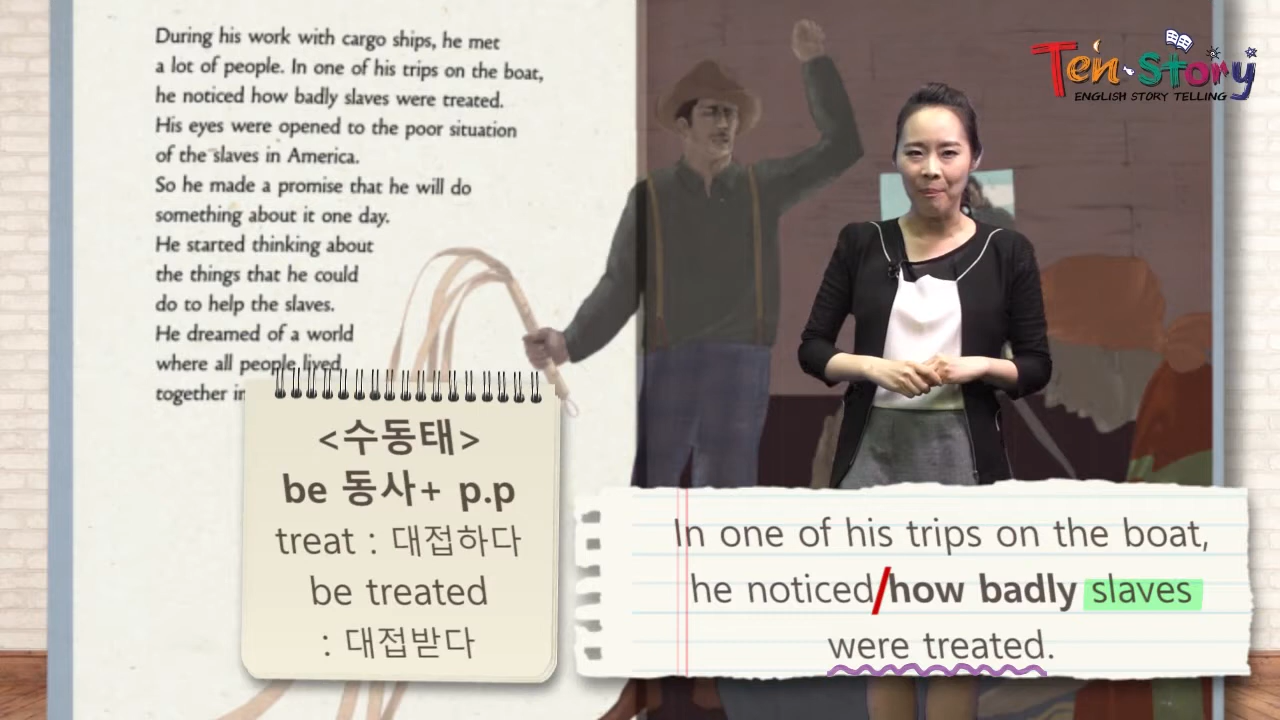 During his work with cargo ships, he met
a lot of people. In one of his trips on the boat,
he noticed how badly slaves were treated.
His eyes were opened to the poor situation
of the slaves in America.
So he made a promise that he will do
something about it one day.
He started thinking about
the things that he could
do to help the slaves.
He dreamed of a world
where all people lived
together in
Ten Story
ENGLISH STORY TELLING
<수동태>
be 동사+ p.p
treat : 대접하다
be treated
: 대접받다
In one of his trips on the boat,
he noticed/how badly slaves
were treated.